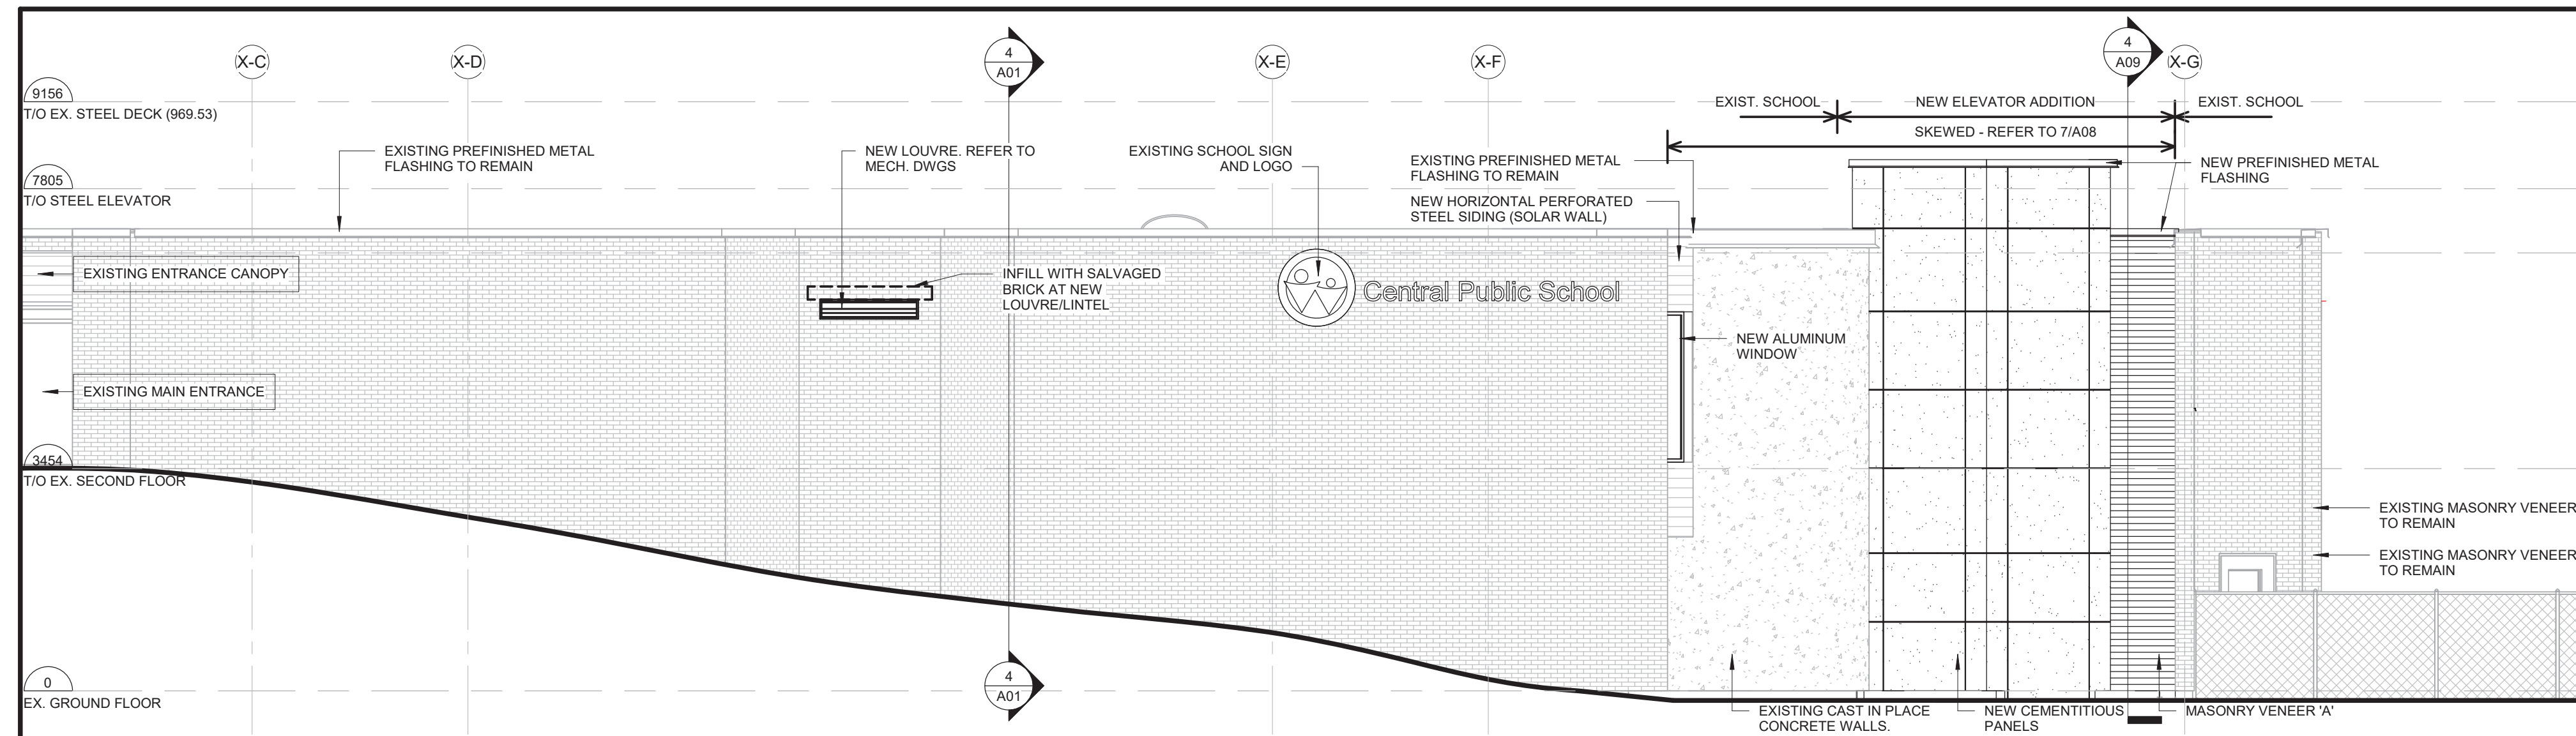 X-C
X-D
4
A01
X-E
X-F
4
A09
X-G
9156
T/O EX. STEEL DECK (969.53)
EXIST. SCHOOL
NEW ELEVATOR ADDITION
EXIST. SCHOOL
SKEWED - REFER TO 7/A08
EXISTING PREFINISHED METAL
FLASHING TO REMAIN
NEW LOUVRE. REFER TO
MECH. DWGS
EXISTING SCHOOL SIGN
AND LOGO
EXISTING PREFINISHED METAL
FLASHING TO REMAIN
NEW PREFINISHED METAL
FLASHING
7805
T/O STEEL ELEVATOR
NEW HORIZONTAL PERFORATED
STEEL SIDING (SOLAR WALL)
EXISTING ENTRANCE CANOPY
INFILL WITH SALVAGED
BRICK AT NEW
LOUVRE/LINTEL
Central Public School
NEW ALUMINUM
WINDOW
EXISTING MAIN ENTRANCE
3454
T/O EX. SECOND FLOOR
EXISTING MASONRY VENEER
TO REMAIN
EXISTING MASONRY VENEER
TO REMAIN
0
EX. GROUND FLOOR
4
A01
EXISTING CAST IN PLACE
CONCRETE WALLS.
NEW CEMENTITIOUS
PANELS
MASONRY VENEER 'A'